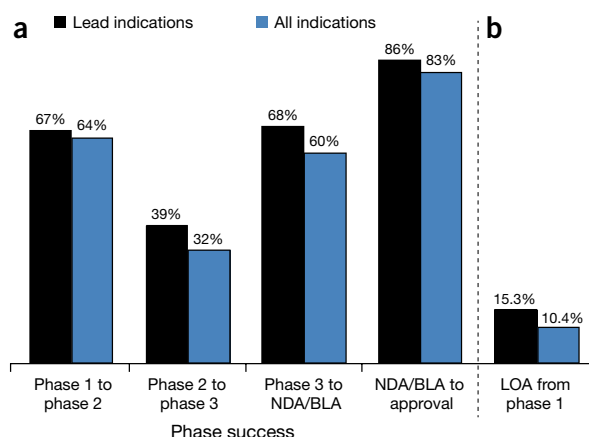 a
Lead indications
All indications
b
67%
64%
39%
32%
68%
60%
86%
83%
15.3%
10.4%
Phase 1 to
phase 2
Phase 2 to
phase 3
Phase 3 to
NDA/BLA
NDA/BLA to
approval
LOA from
phase 1
Phase success